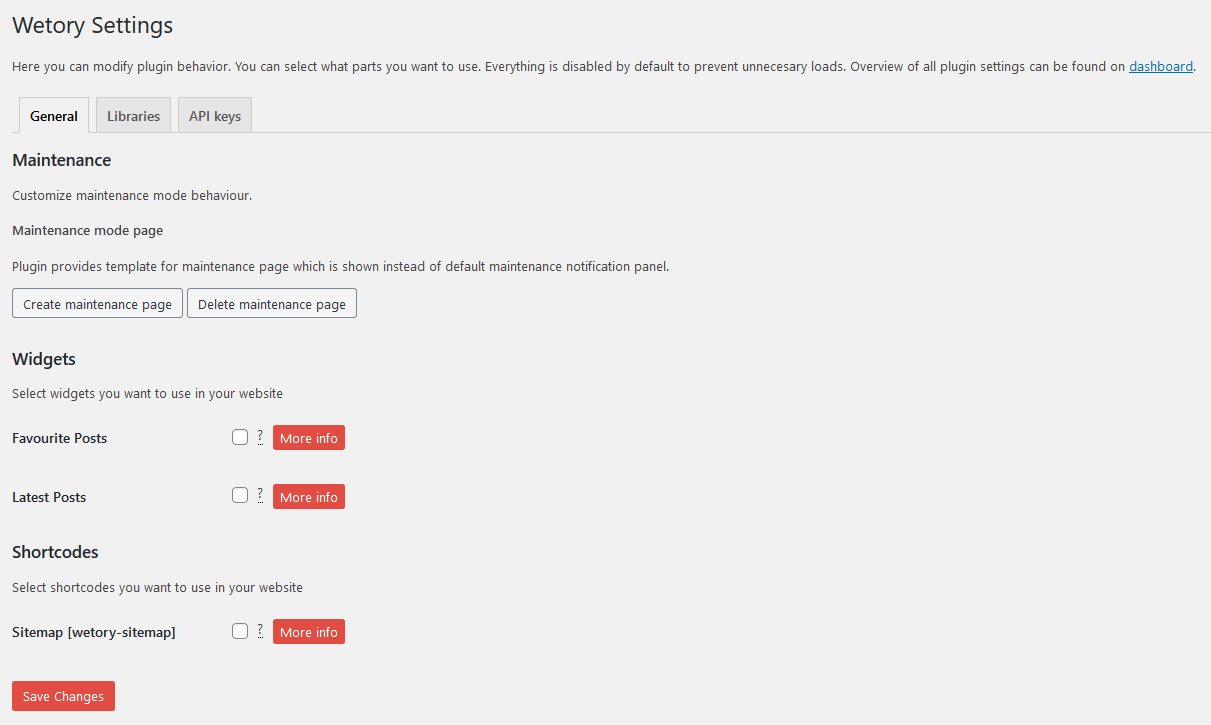 Wetory Settings
Here you can modify plugin behavior. You can select what parts you want to use. Everything is disabled by default to prevent unnecesary loads. Overview of all plugin settings can be found on dashboard.
General Libraries API keys
Maintenance
Customize maintenance mode behaviour.
Maintenance mode page
Plugin provides template for maintenance page which is shown instead of default maintenance notification panel.
Create maintenance page Delete maintenance page
Widgets
Select widgets you want to use in your website
Favourite Posts ? More info
Latest Posts ? More info
Shortcodes
Select shortcodes you want to use in your website
Sitemap [wetory-sitemap] ? More info
Save Changes